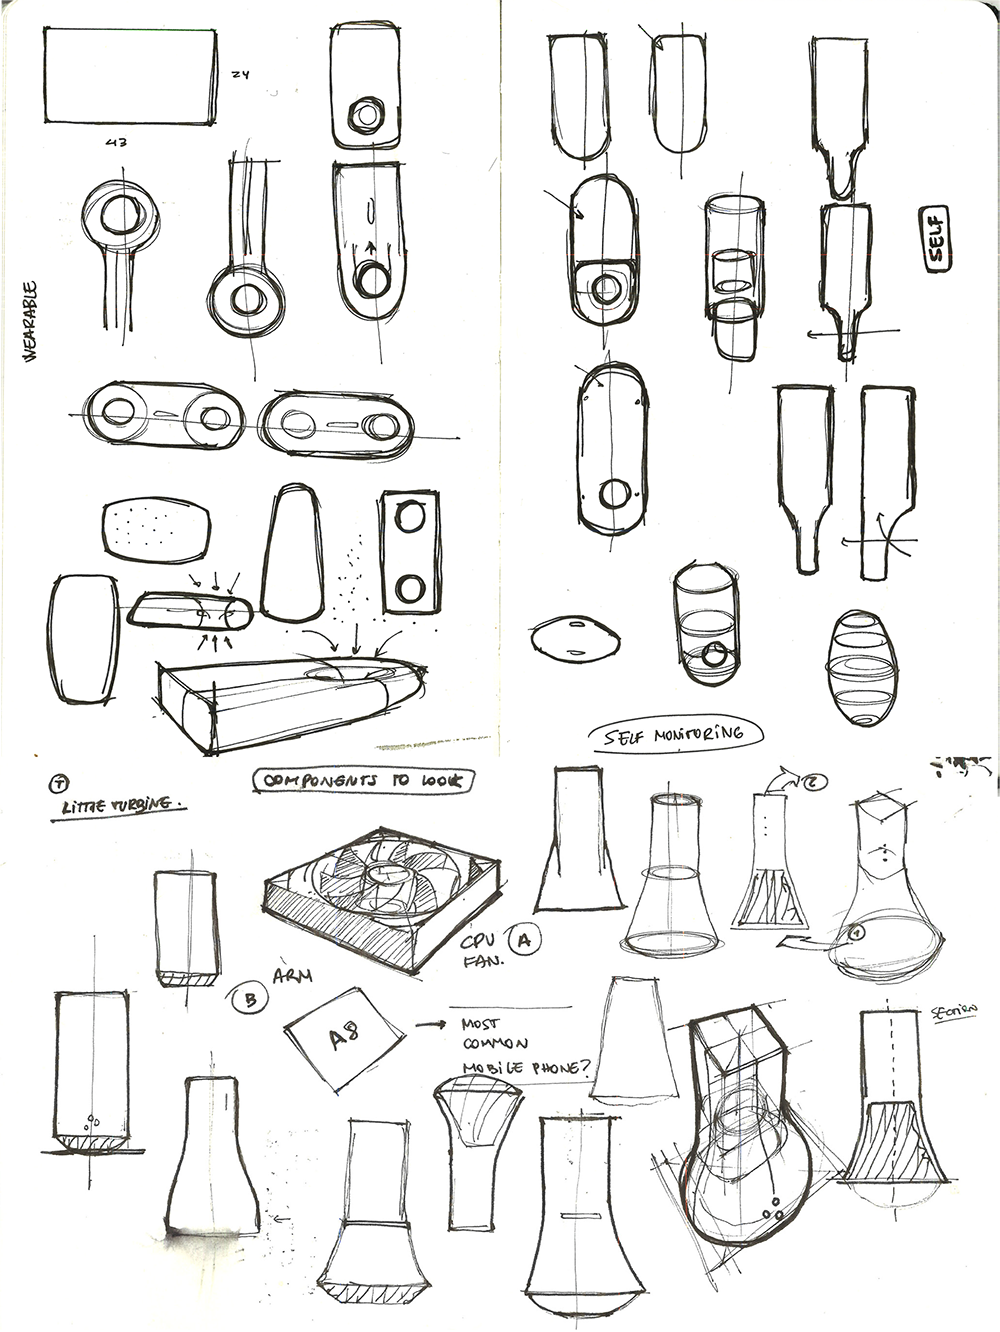 24
43
WEARABLE
SELF
SELF MONITORING
1
LITTLE TURBINE.
COMPONENTS TO LOOK
2
CPU
FAN.
A
1
ARM
B
A8
MOST
COMMON
MOBILE PHONE?
SECTION
A
A